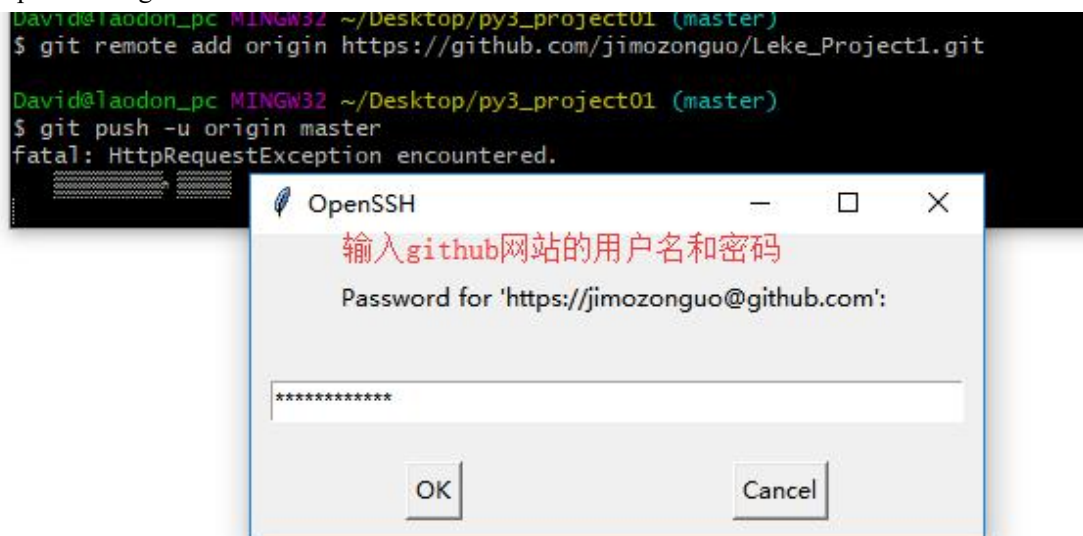 David@laodon_pc MINGW32 ~/Desktop/py3_project01 (master)
$ git remote add origin https://github.com/jimozonguo/Leke_Project1.git
David@laodon_pc MINGW32 ~/Desktop/py3_project01 (master)
$ git push -u origin master
fatal: HttpRequestException encountered.
OpenSSH
输入github网站的用户名和密码
Password for 'https://jimozonguo@github.com':
************
OK Cancel